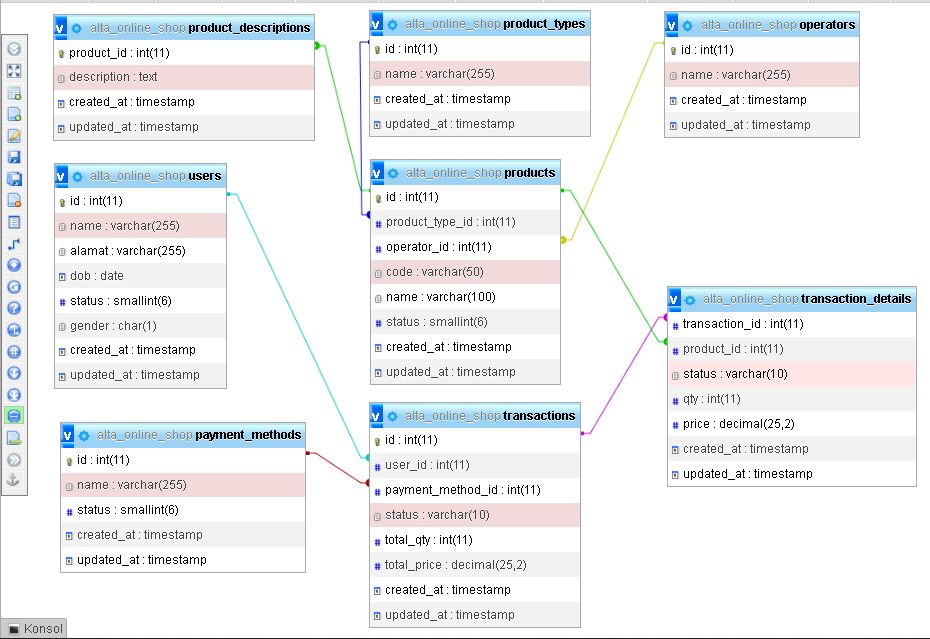 alta_online_shop product_descriptions
product_id : int(11)
description : text
created_at : timestamp
updated_at : timestamp
alta_online_shop product_types
id : int(11)
name : varchar(255)
created_at : timestamp
updated_at : timestamp
alta_online_shop operators
id : int(11)
name : varchar(255)
created_at : timestamp
updated_at : timestamp
alta_online_shop users
id : int(11)
name : varchar(255)
alamat : varchar(255)
dob : date
status : smallint(6)
gender : char(1)
created_at : timestamp
updated_at : timestamp
alta_online_shop products
id : int(11)
product_type_id : int(11)
operator_id : int(11)
code : varchar(50)
name : varchar(100)
status : smallint(6)
created_at : timestamp
updated_at : timestamp
alta_online_shop transaction_details
transaction_id : int(11)
product_id : int(11)
status : varchar(10)
qty : int(11)
price : decimal(25,2)
created_at : timestamp
updated_at : timestamp
alta_online_shop payment_methods
id : int(11)
name : varchar(255)
status : smallint(6)
created_at : timestamp
updated_at : timestamp
alta_online_shop transactions
id : int(11)
user_id : int(11)
payment_method_id : int(11)
status : varchar(10)
total_qty : int(11)
total_price : decimal(25,2)
created_at : timestamp
updated_at : timestamp
Konsol